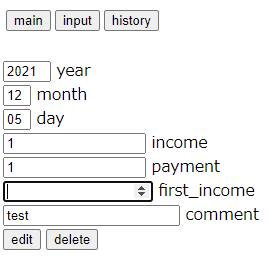 main input history
2021 year
12 month
05 day
1 income
1 payment
first_income
test comment
edit delete